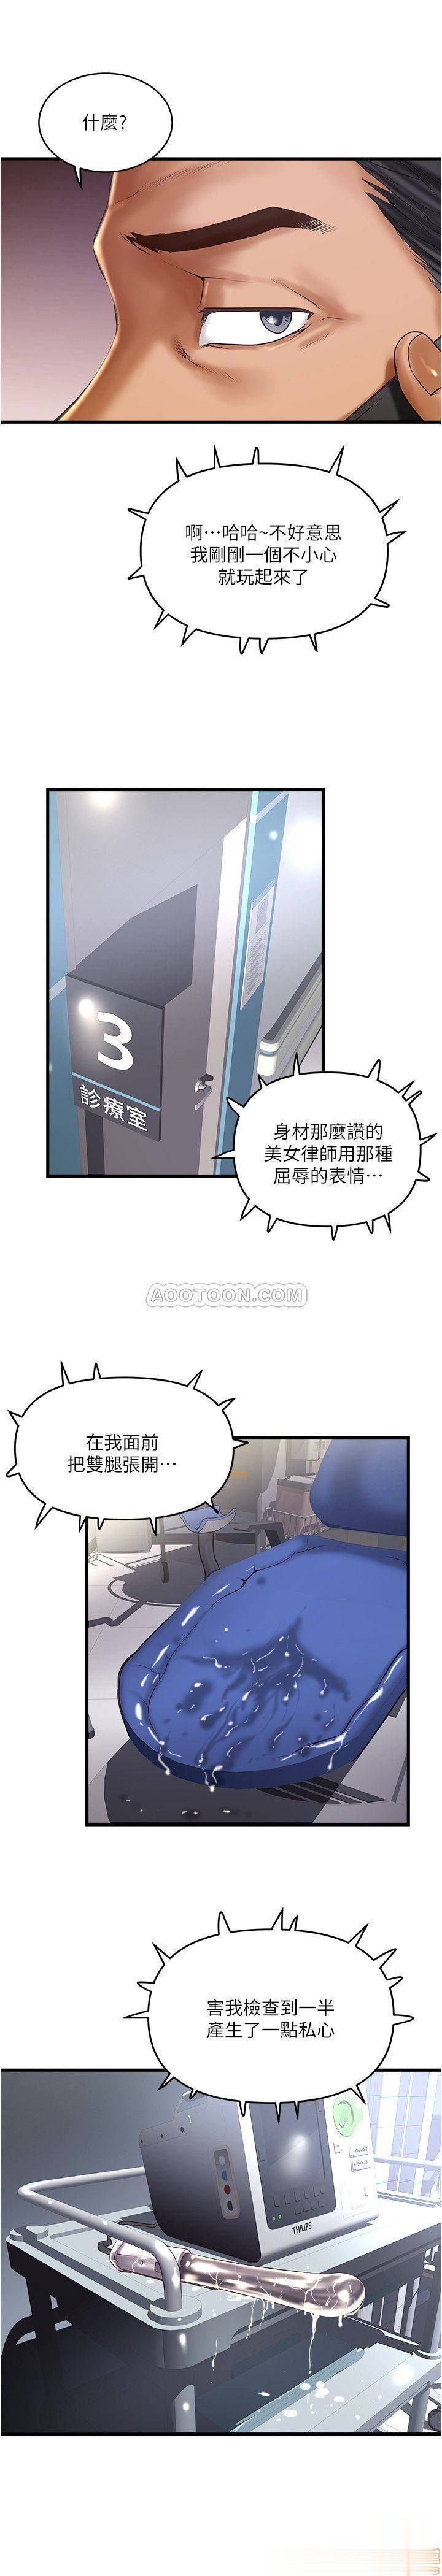 什麼?
啊⋯哈哈~不好意思
我剛剛一個不小心
就玩起來了
3
診療室
身材那麼讚的
美女律師用那種
屈辱的表情⋯
AOOTOON.COM
在我面前
把雙腿張開⋯
害我檢查到一半
產生了一點私心
THILIPS